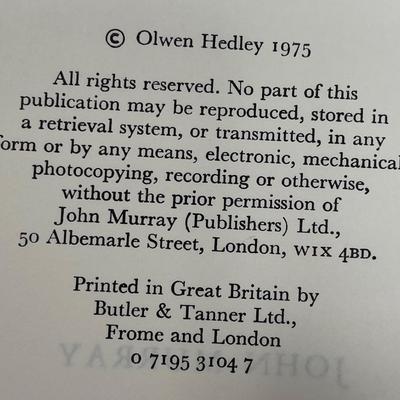 © Olwen Hedley 1975
All rights reserved. No part of this
publication may be reproduced, stored in
a retrieval system, or transmitted, in any
form or by any means, electronic, mechanical,
photocopying, recording or otherwise,
without the prior permission of
John Murray (Publishers) Ltd.,
50 Albemarle Street, London, W1X 4BD.
Printed in Great Britain by
Butler & Tanner Ltd.,
Frome and London
0 7195 3104 7